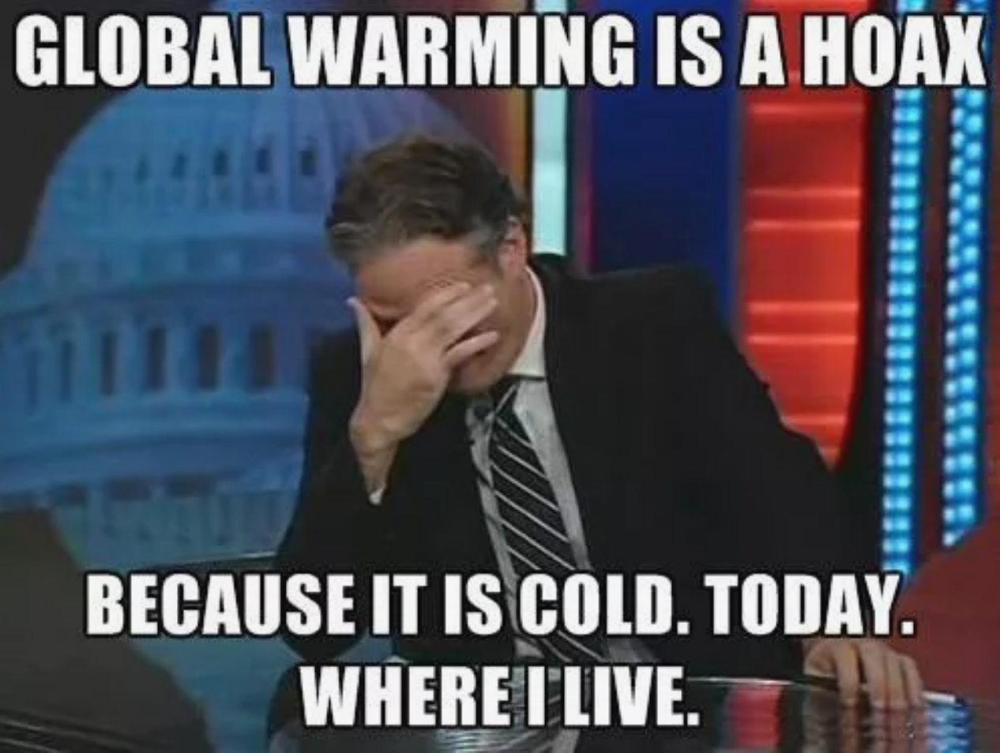 GLOBAL WARMING IS A HOAX
BECAUSE IT IS COLD. TODAY.
WHERE I LIVE.